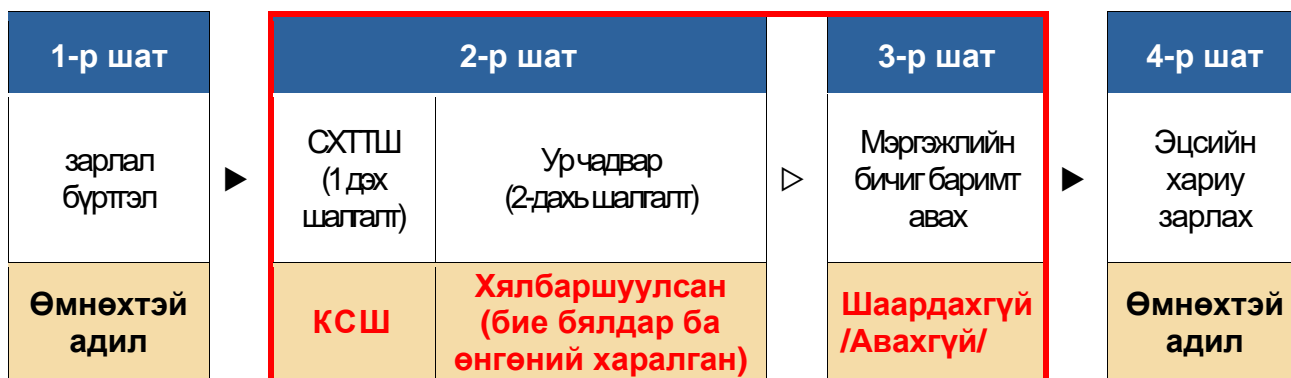 1-р шат
зарлал
бүртгэл
Өмнөхтэй
адил
▶
2-р шат
СХТТШ
(1 дэх
шалгалт)
КСШ
Ур чадвар
(2-дахь шалгалт)
Хялбаршуулсан
(бие бялдар ба
өнгөний харалган)
▷
3-р шат
Мэргэжлийн
бичиг баримт
авах
Шаардахгүй
/Авахгүй/
▶
4-р шат
Эцсийн
хариу
зарлах
Өмнөхтэй
адил